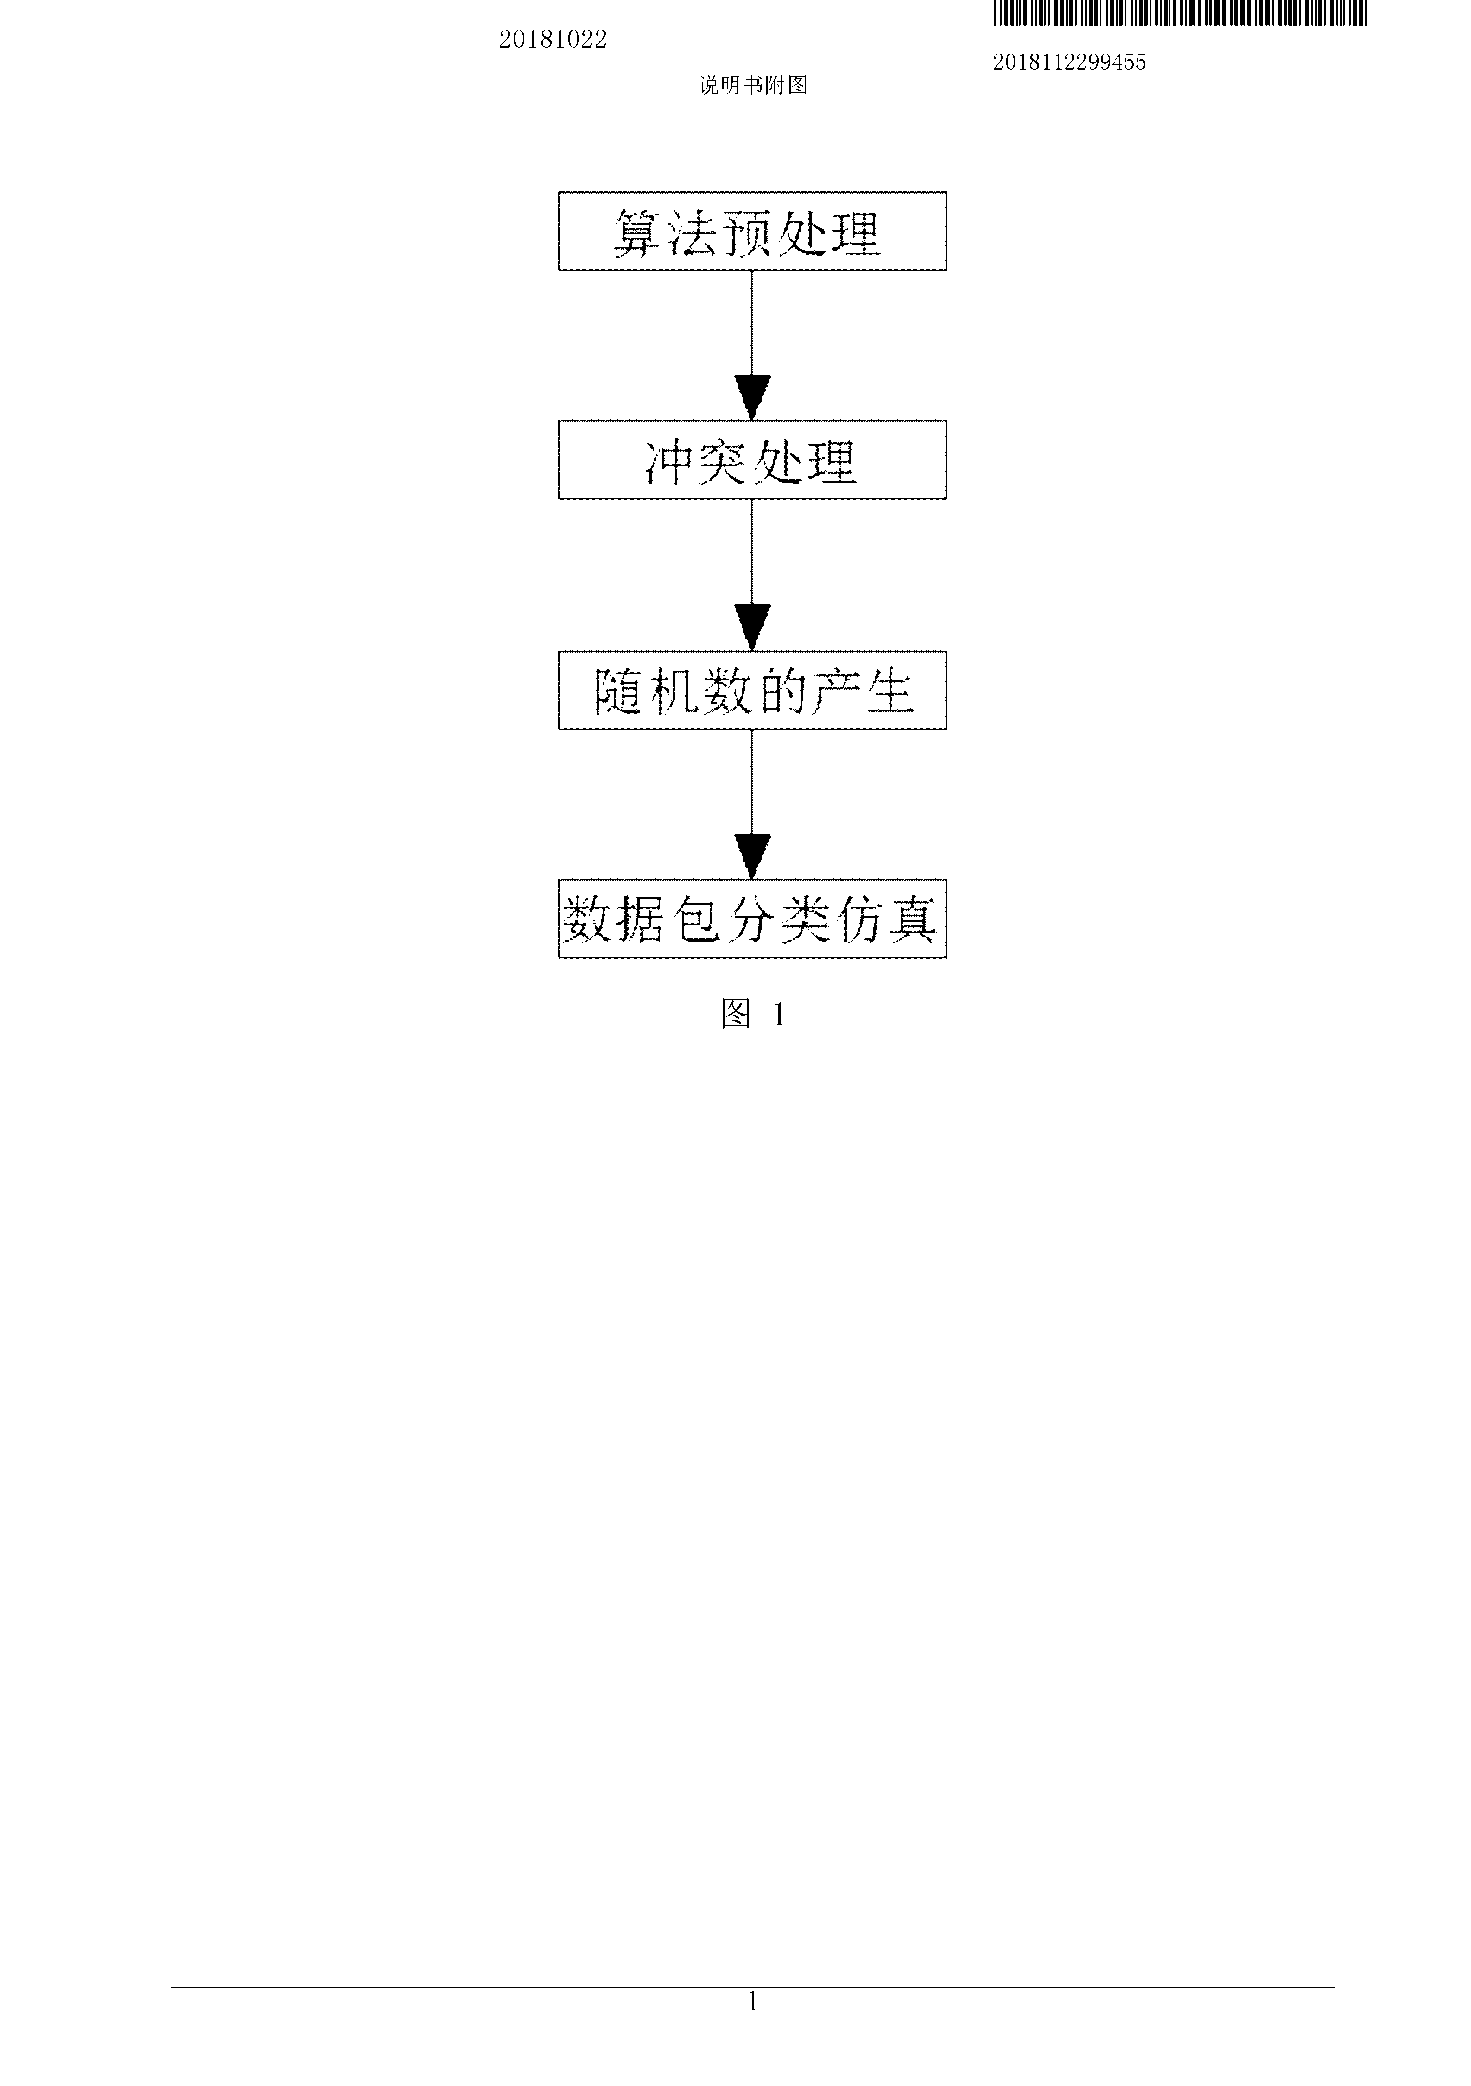 20181022
2018112299455
说明书附图
算法预处理
冲突处理
随机数的产生
数据包分类仿真
图 1
1